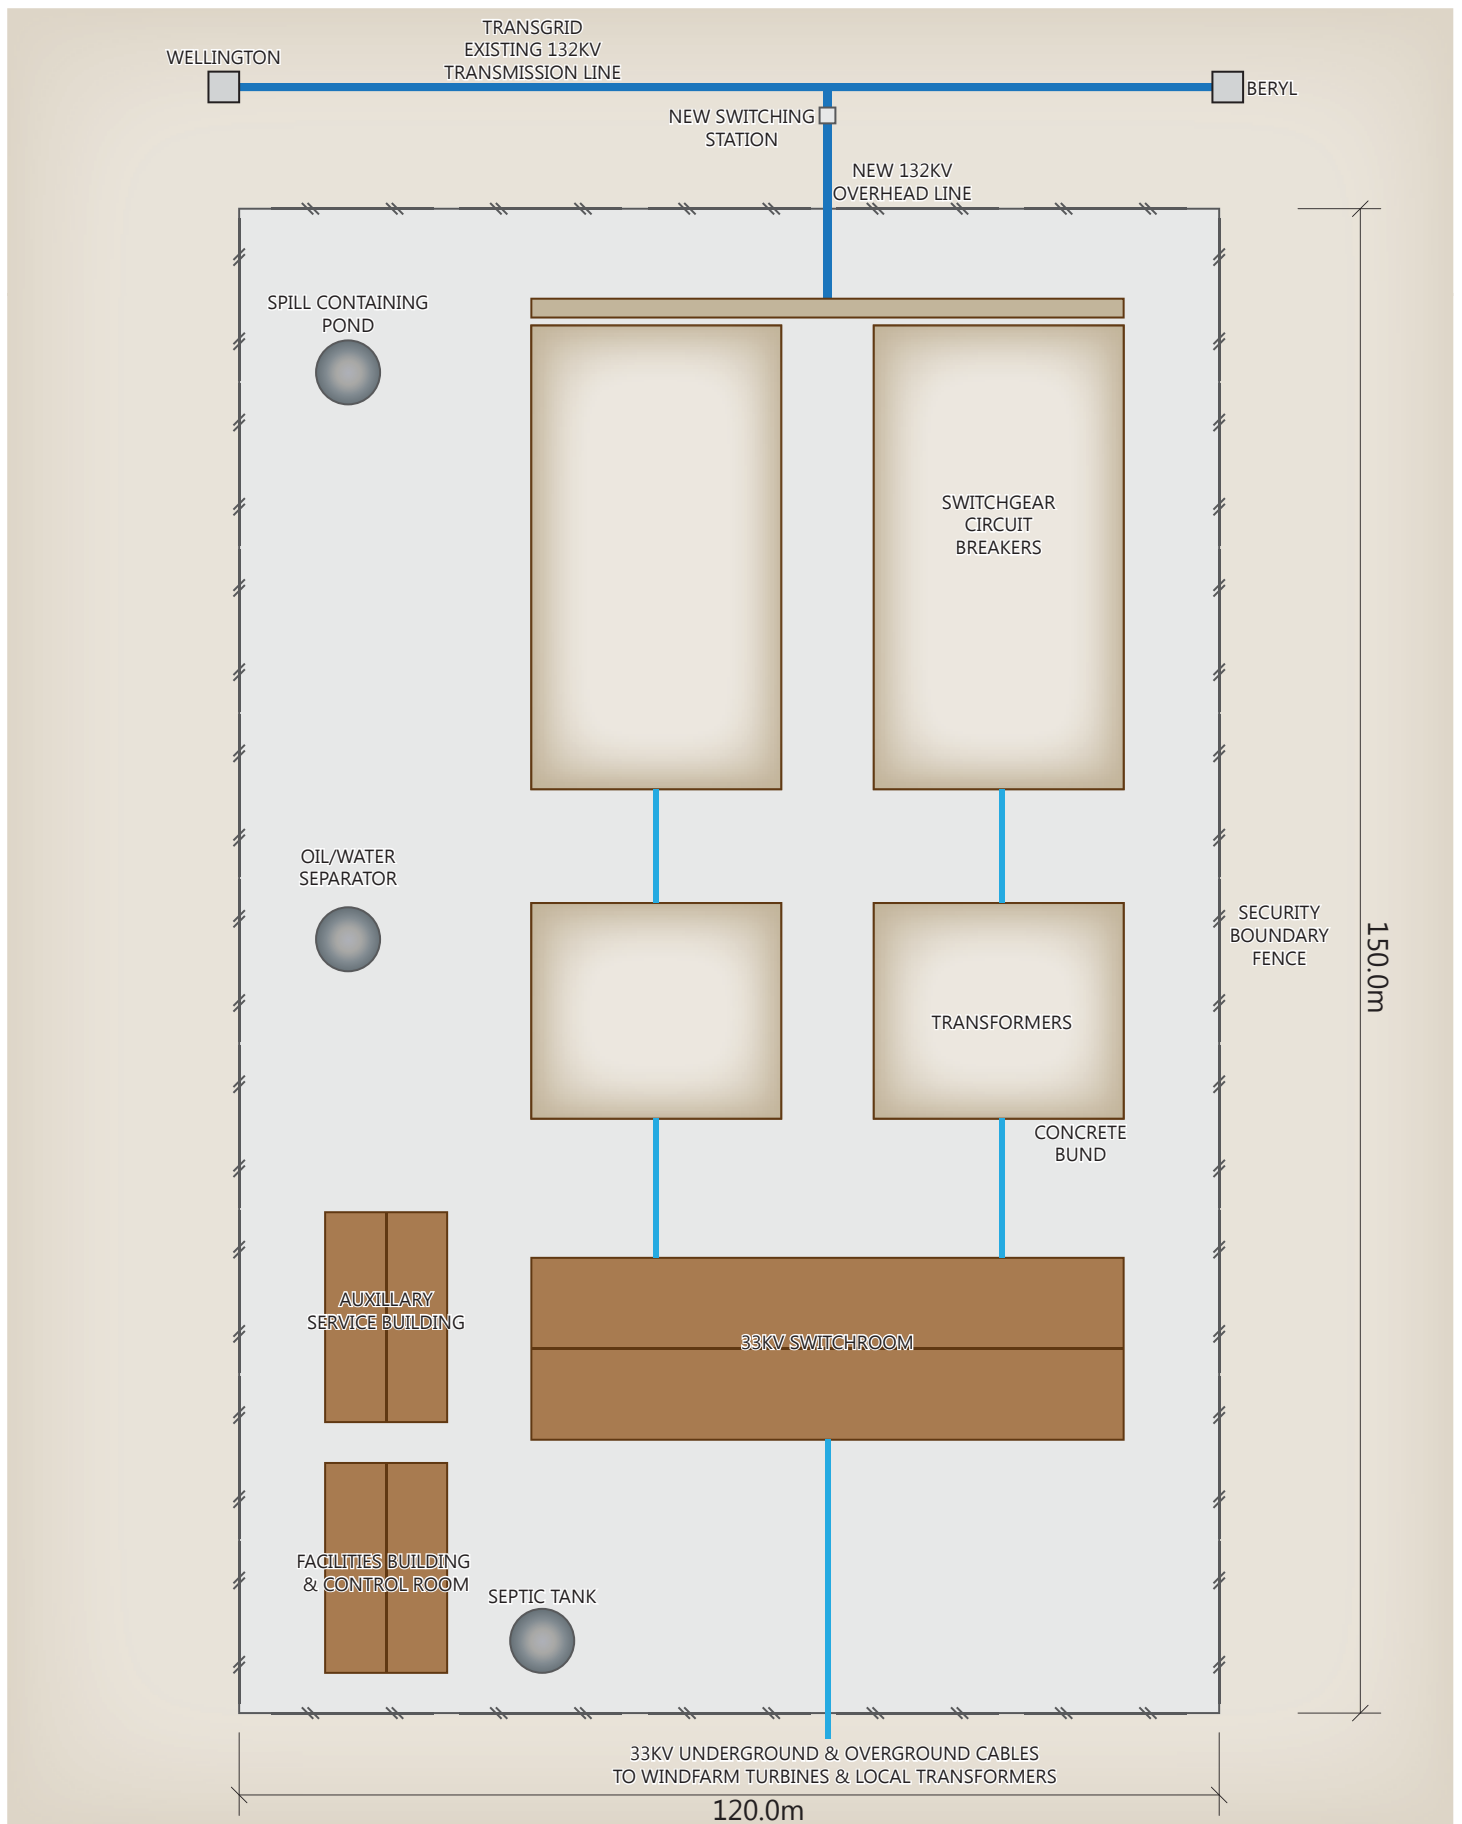 TRANSGRID
EXISTING 132KV
TRANSMISSION LINE
WELLINGTON
BERYL
NEW SWITCHING
STATION
NEW 132KV
OVERHEAD LINE
SPILL CONTAINING
POND
SWITCHGEAR
CIRCUIT
BREAKERS
OIL/WATER
SEPARATOR
SECURITY
BOUNDARY
FENCE
150.0m
TRANSFORMERS
CONCRETE
BUND
AUXILLARY
SERVICE BUILDING
33KV SWITCHROOM
FACILITIES BUILDING
& CONTROL ROOM
SEPTIC TANK
33KV UNDERGROUND & OVERGROUND CABLES
TO WINDFARM TURBINES & LOCAL TRANSFORMERS
120.0m